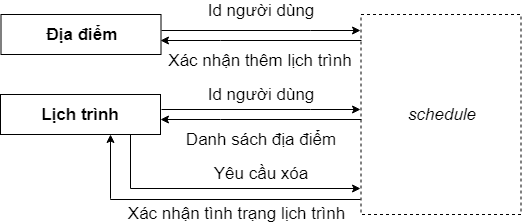 Id người dùng
Địa điểm
Xác nhận thêm lịch trình
Id người dùng
Lịch trình
schedule
Danh sách địa điểm
Yêu cầu xóa
Xác nhận tình trạng lịch trình